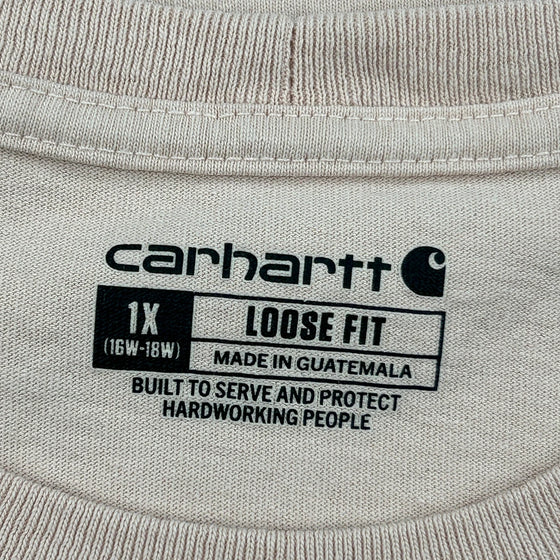 carhartt
1X
(16W-18W)
LOOSE FIT
MADE IN GUATEMALA
BUILT TO SERVE AND PROTECT
HARDWORKING PEOPLE